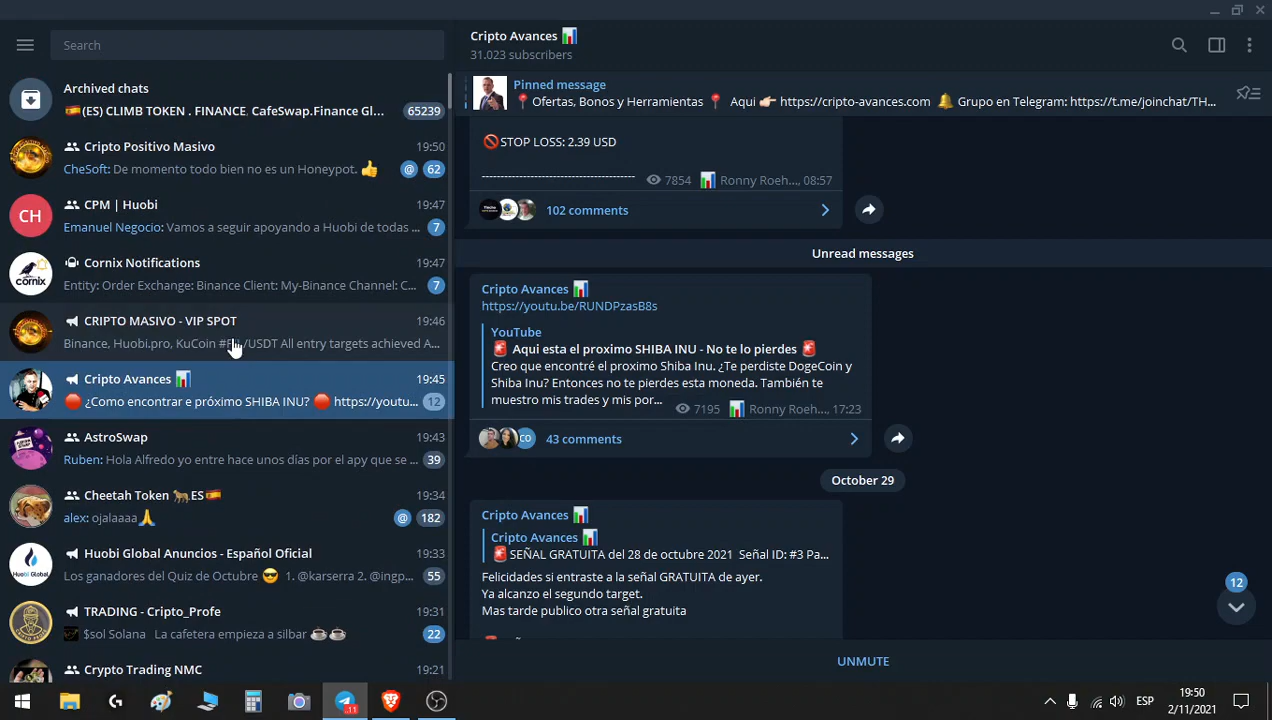 Search
Archived chats
(ES) CLIMB TOKEN . FINANCE, CafeSwap.Finance Gl...
65239
Cripto Positivo Masivo
19:50
CheSoft: De momento todo bien no es un Honeypot. 👍
@ 62
CPM | Huobi
19:47
CH
Emanuel Negocio: Vamos a seguir apoyando a Huobi de todas ...
7
Cornix Notifications
19:47
cornix
Entity: Order Exchange: Binance Client: My-Binance Channel: C...
7
CRIPTO MASIVO - VIP SPOT
19:46
Binance, Huobi.pro, KuCoin /USDT All entry targets achieved A...
Cripto Avances 📊
19:45
🛑 ¿Como encontrar e próximo SHIBA INU? 🛑 https://youtu...
12
AstroSwap
19:43
Ruben: Hola Alfredo yo entre hace unos días por el apy que se ...
39
Cheetah Token 🐆ES🇪🇸
19:34
alex: ojalaaaa🙏
@ 182
Huobi Global Anuncios - Español Oficial
19:33
Huobi Global
Los ganadores del Quiz de Octubre 😎 1. @karserra 2. @ingp...
55
TRADING - Cripto_Profe
19:31
$sol Solana La cafetera empieza a silbar ☕☕
22
Crypto Trading NMC
19:21
Cripto Avances 📊
31.023 subscribers
Pinned message
📍Ofertas, Bonos y Herramientas 📍 Aqui 👉🏻 https://cripto-avances.com 🔔 Grupo en Telegram: https://t.me/joinchat/TH...
🚫STOP LOSS: 2.39 USD
----------------------------------------
7854 📊 Ronny Roeh..., 08:57
102 comments
Unread messages
Cripto Avances 📊
https://youtu.be/RUNDPzasB8s
YouTube
🚨 Aqui esta el proximo SHIBA INU - No te lo pierdes 🚨
Creo que encontré el proximo Shiba Inu. ¿Te perdiste DogeCoin y
Shiba Inu? Entonces no te pierdes esta moneda. También te
muestro mis trades y mis por...
7195 📊 Ronny Roeh..., 17:23
CO
43 comments
October 29
Cripto Avances 📊
Cripto Avances 📊
🚨SEÑAL GRATUITA del 28 de octubre 2021 Señal ID: #3 Pa...
Felicidades si entraste a la señal GRATUITA de ayer.
Ya alcanzo el segundo target.
Mas tarde publico otra señal gratuita
12
UNMUTE
..11
ESP
19:50
2/11/2021